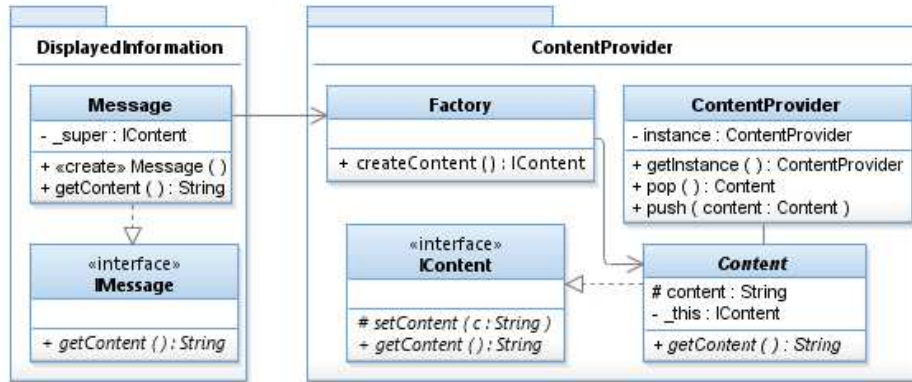 DisplayedInformation
Message
- _super : IContent
+ «create» Message ( )
+ getContent ( ) : String
«interface»
IMessage
+ getContent ( ) : String
ContentProvider
Factory
+ createContent ( ) : IContent
ContentProvider
- instance : ContentProvider
+ getInstance ( ) : ContentProvider
+ pop ( ) : Content
+ push ( content : Content )
«interface»
IContent
# setContent ( c : String )
+ getContent ( ) : String
Content
# content : String
- _this : IContent
+ getContent ( ) : String